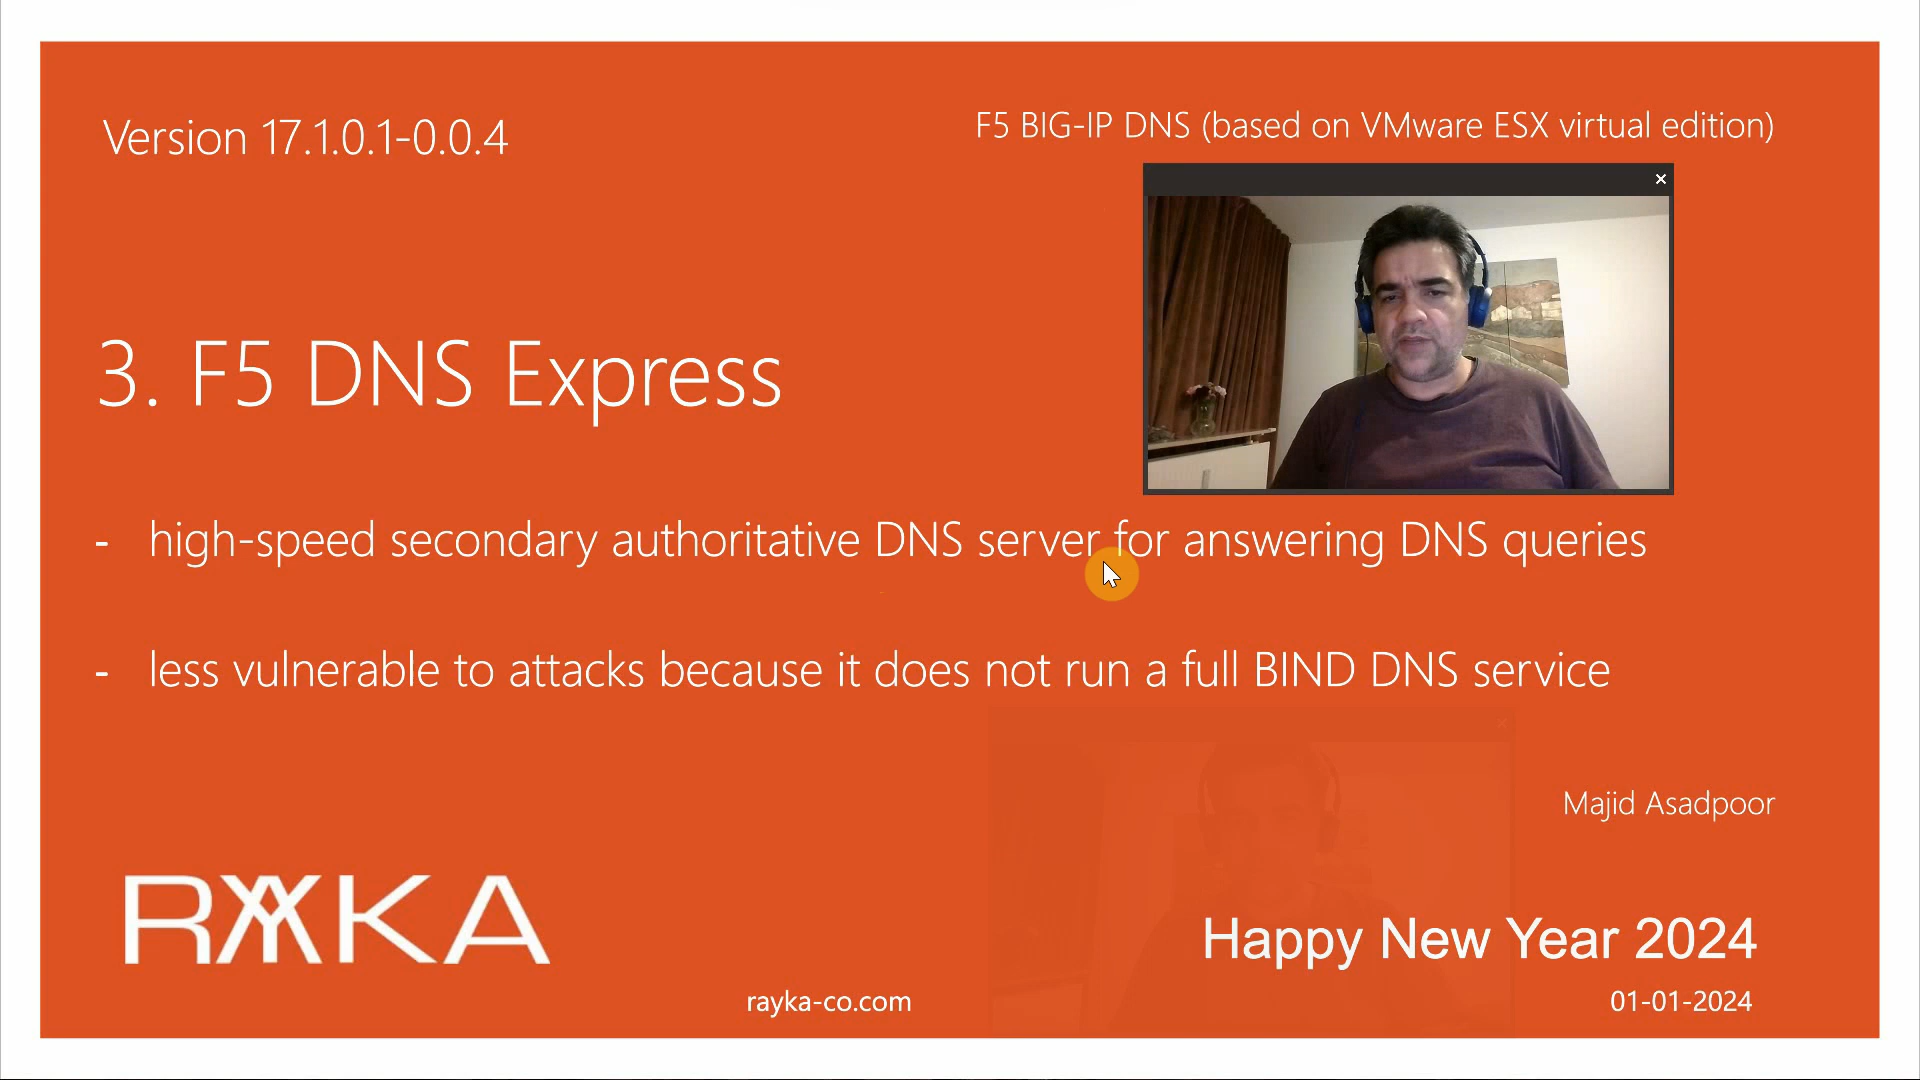 Version 17.1.0.1-0.0.4
F5 BIG-IP DNS (based on VMware ESX virtual edition)
3. F5 DNS Express
- high-speed secondary authoritative DNS server for answering DNS queries
- less vulnerable to attacks because it does not run a full BIND DNS service
Majid Asadpoor
RAYKA
Happy New Year 2024
rayka-co.com
01-01-2024